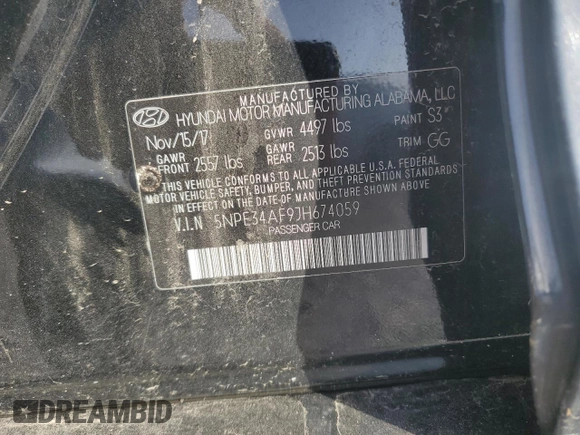 MANUFACTURED BY
HYUNDAI MOTOR MANUFACTURING ALABAMA, LLC
Nov/15/17 GVWR 4497 lbs PAINT S3
GAWR FRONT 2557 lbs GAWR REAR 2513 lbs TRIM GG
THIS VEHICLE CONFORMS TO ALL APPLICABLE U.S.A. FEDERAL
MOTOR VEHICLE SAFETY, BUMPER, AND THEFT PREVENTION STANDARDS
IN EFFECT ON THE DATE OF MANUFACTURE SHOWN ABOVE.
V.I.N 5NPE34AF9JH674059
PASSENGER CAR
DREAMBID